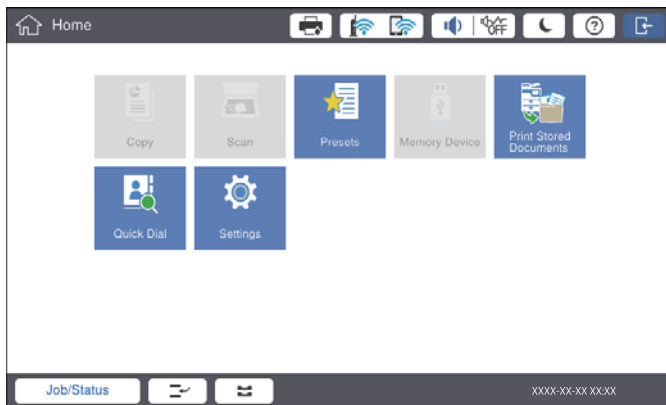 Home
OFF
Copy
Scan
Presets
Memory Device
Print Stored
Documents
Quick Dial
Settings
Job/Status
XXXX-XX-XX XX:XX